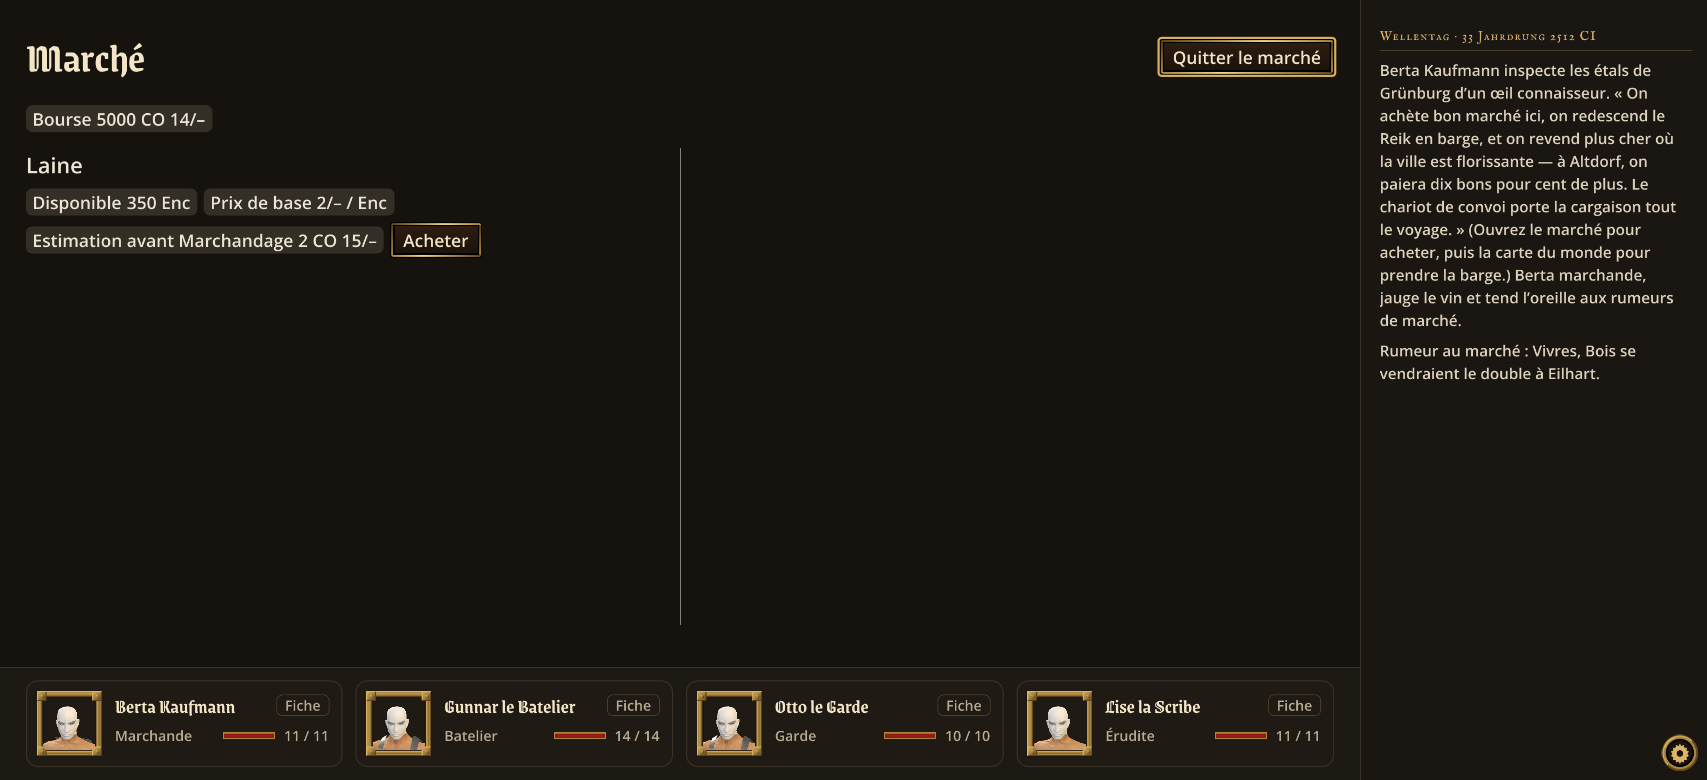 Marché
Quitter le marché
Bourse 5000 CO 14/–
Laine
Disponible 350 Enc
Prix de base 2/– / Enc
Estimation avant Marchandage 2 CO 15/–
Acheter
Wellentag · 33 Jahrdrung 2512 CI
Berta Kaufmann inspecte les étals de
Grünburg d’un œil connaisseur. « On
achète bon marché ici, on redescend le
Reik en barge, et on revend plus cher où
la ville est florissante — à Altdorf, on
paiera dix bons pour cent de plus. Le
chariot de convoi porte la cargaison tout
le voyage. » (Ouvrez le marché pour
acheter, puis la carte du monde pour
prendre la barge.) Berta marchande,
jauge le vin et tend l’oreille aux rumeurs
de marché.
Rumeur au marché : Vivres, Bois se
vendraient le double à Eilhart.
Berta Kaufmann
Fiche
Marchande
11 / 11
Gunnar le Batelier
Fiche
Batelier
14 / 14
Otto le Garde
Fiche
Garde
10 / 10
Lise la Scribe
Fiche
Érudite
11 / 11